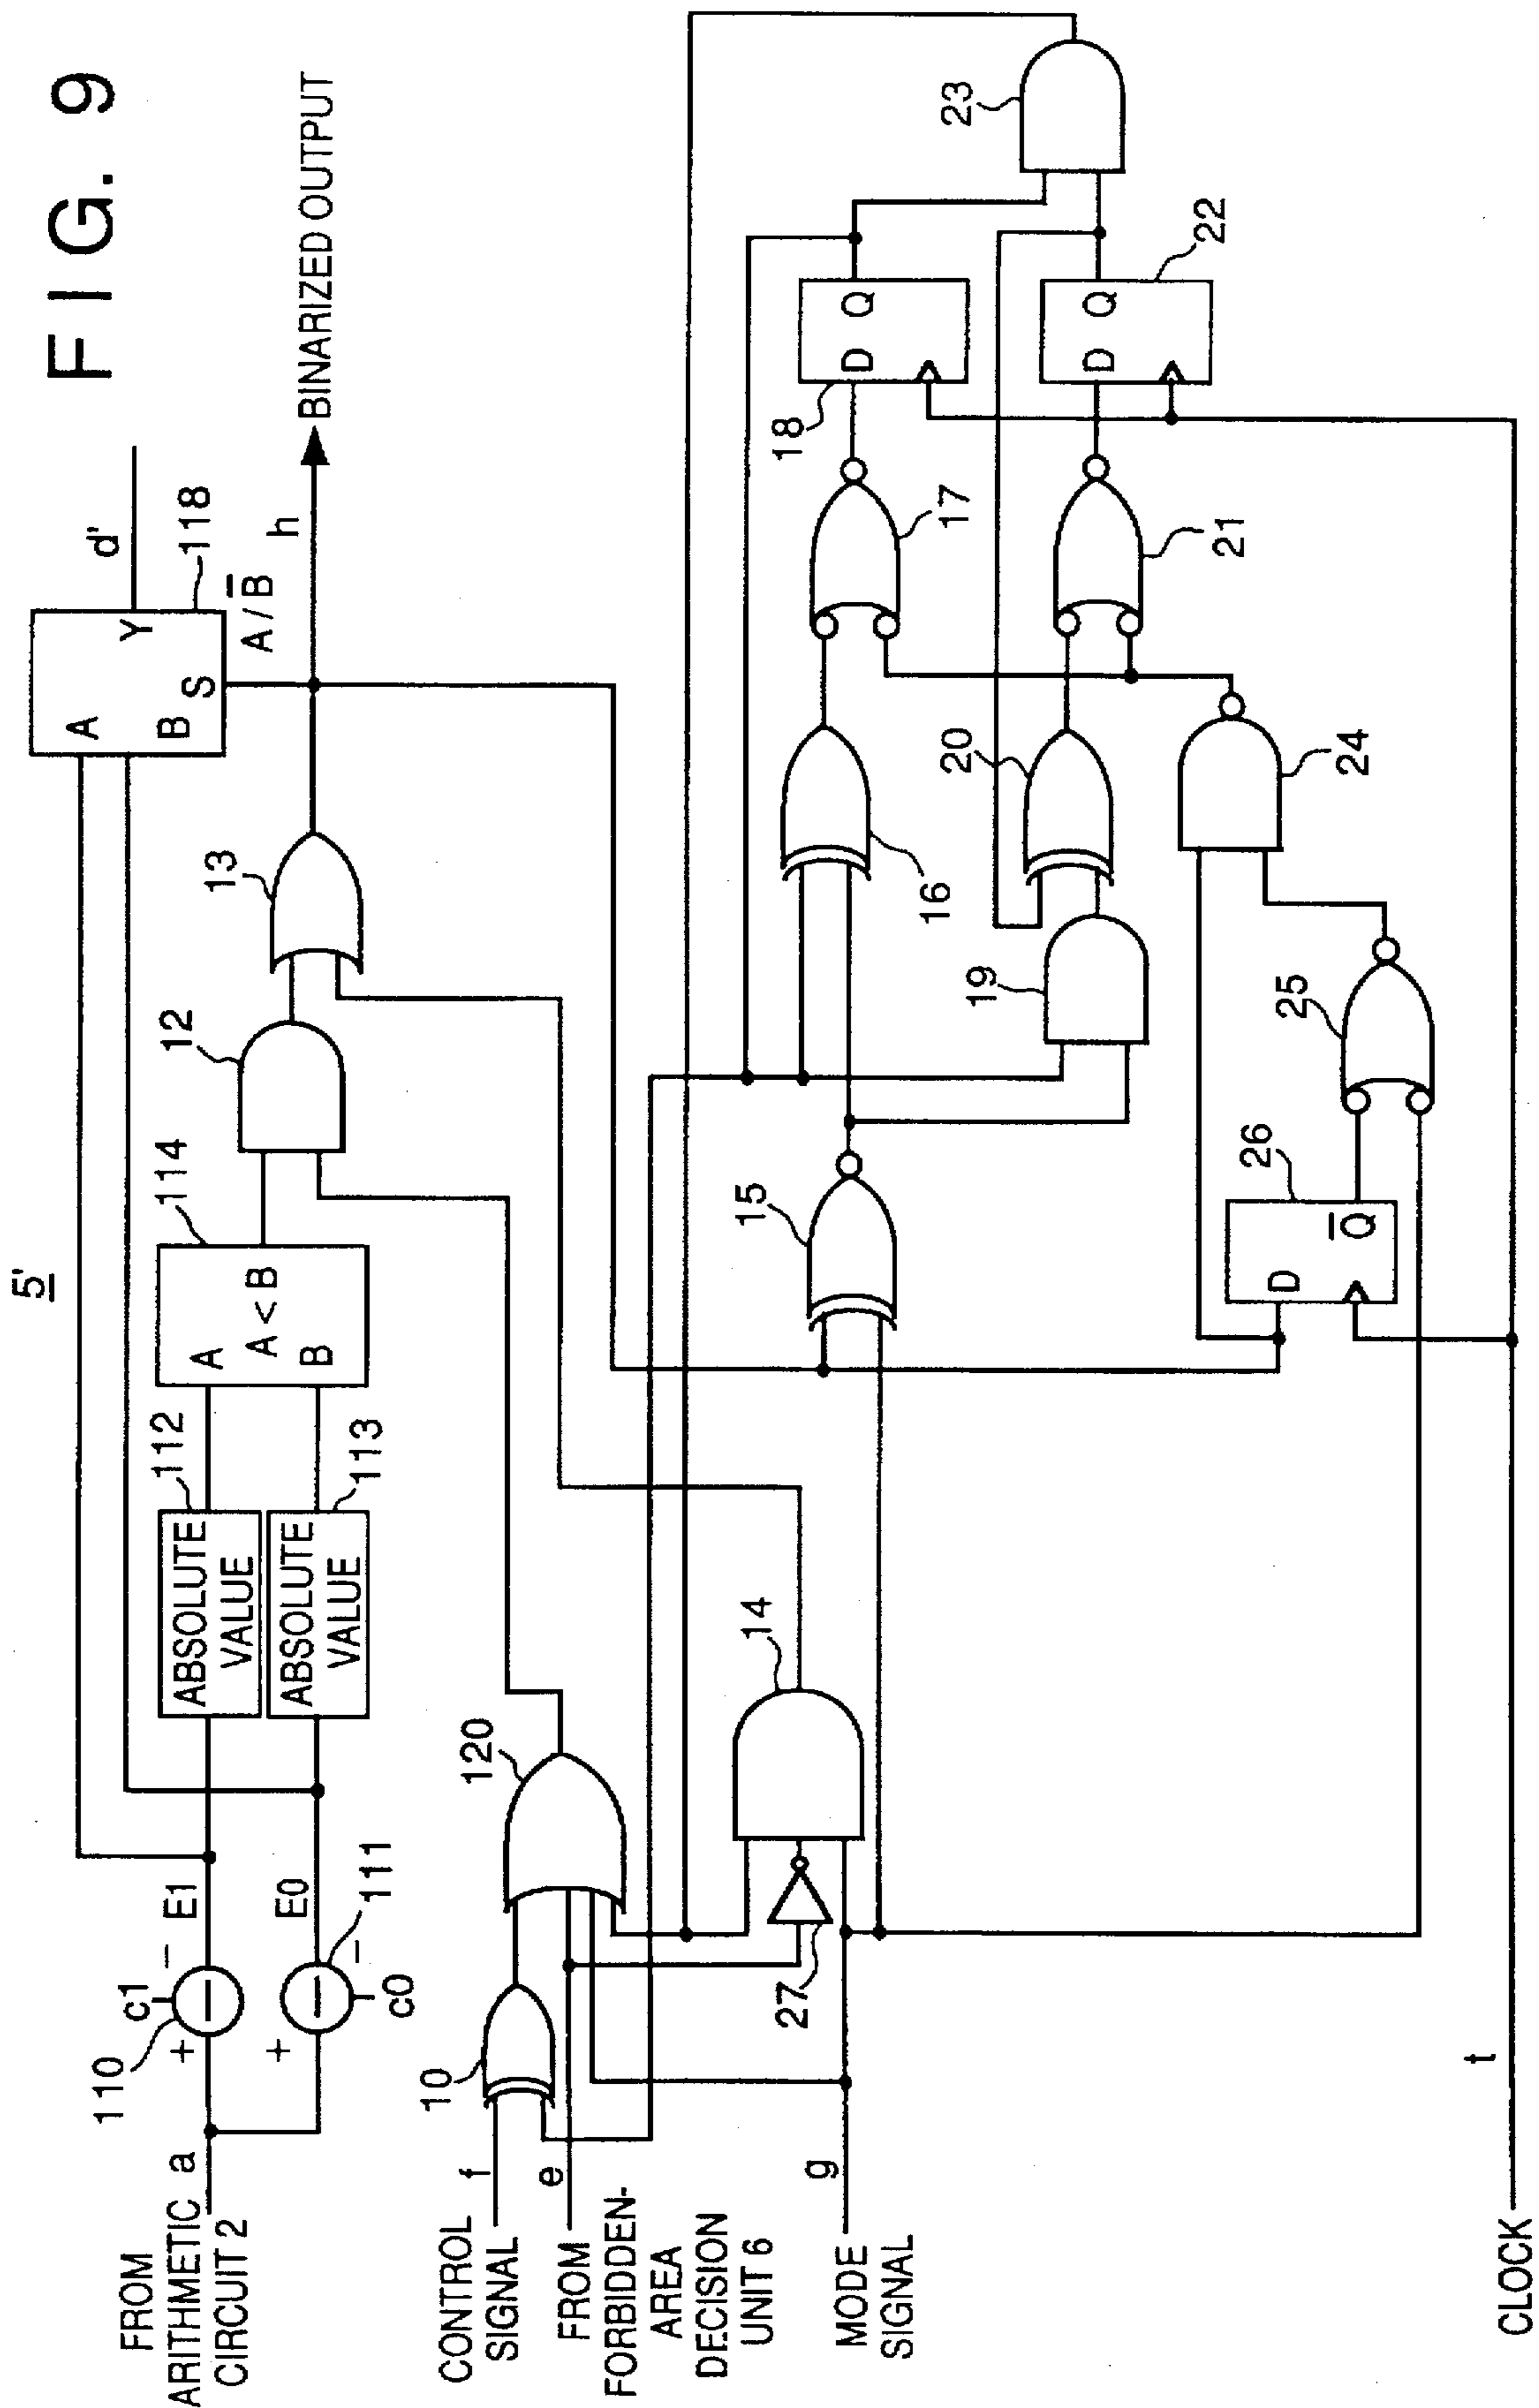 FIG. 9
5'
FROM
ARITHMETIC
CIRCUIT 2
a
110
c1
+
−
E1
+
−
c0
E0
111
ABSOLUTE
VALUE
112
ABSOLUTE
VALUE
113
A
A < B
B
114
12
13
A
B
Y
S
118
d'
A / B̅
h
BINARIZED OUTPUT
CONTROL
SIGNAL
f
e
FROM
FORBIDDEN-
AREA
DECISION
UNIT 6
g
MODE
SIGNAL
10
120
27
14
15
16
17
18
D
Q
19
20
21
22
D
Q
23
24
25
26
D
Q̅
t
CLOCK